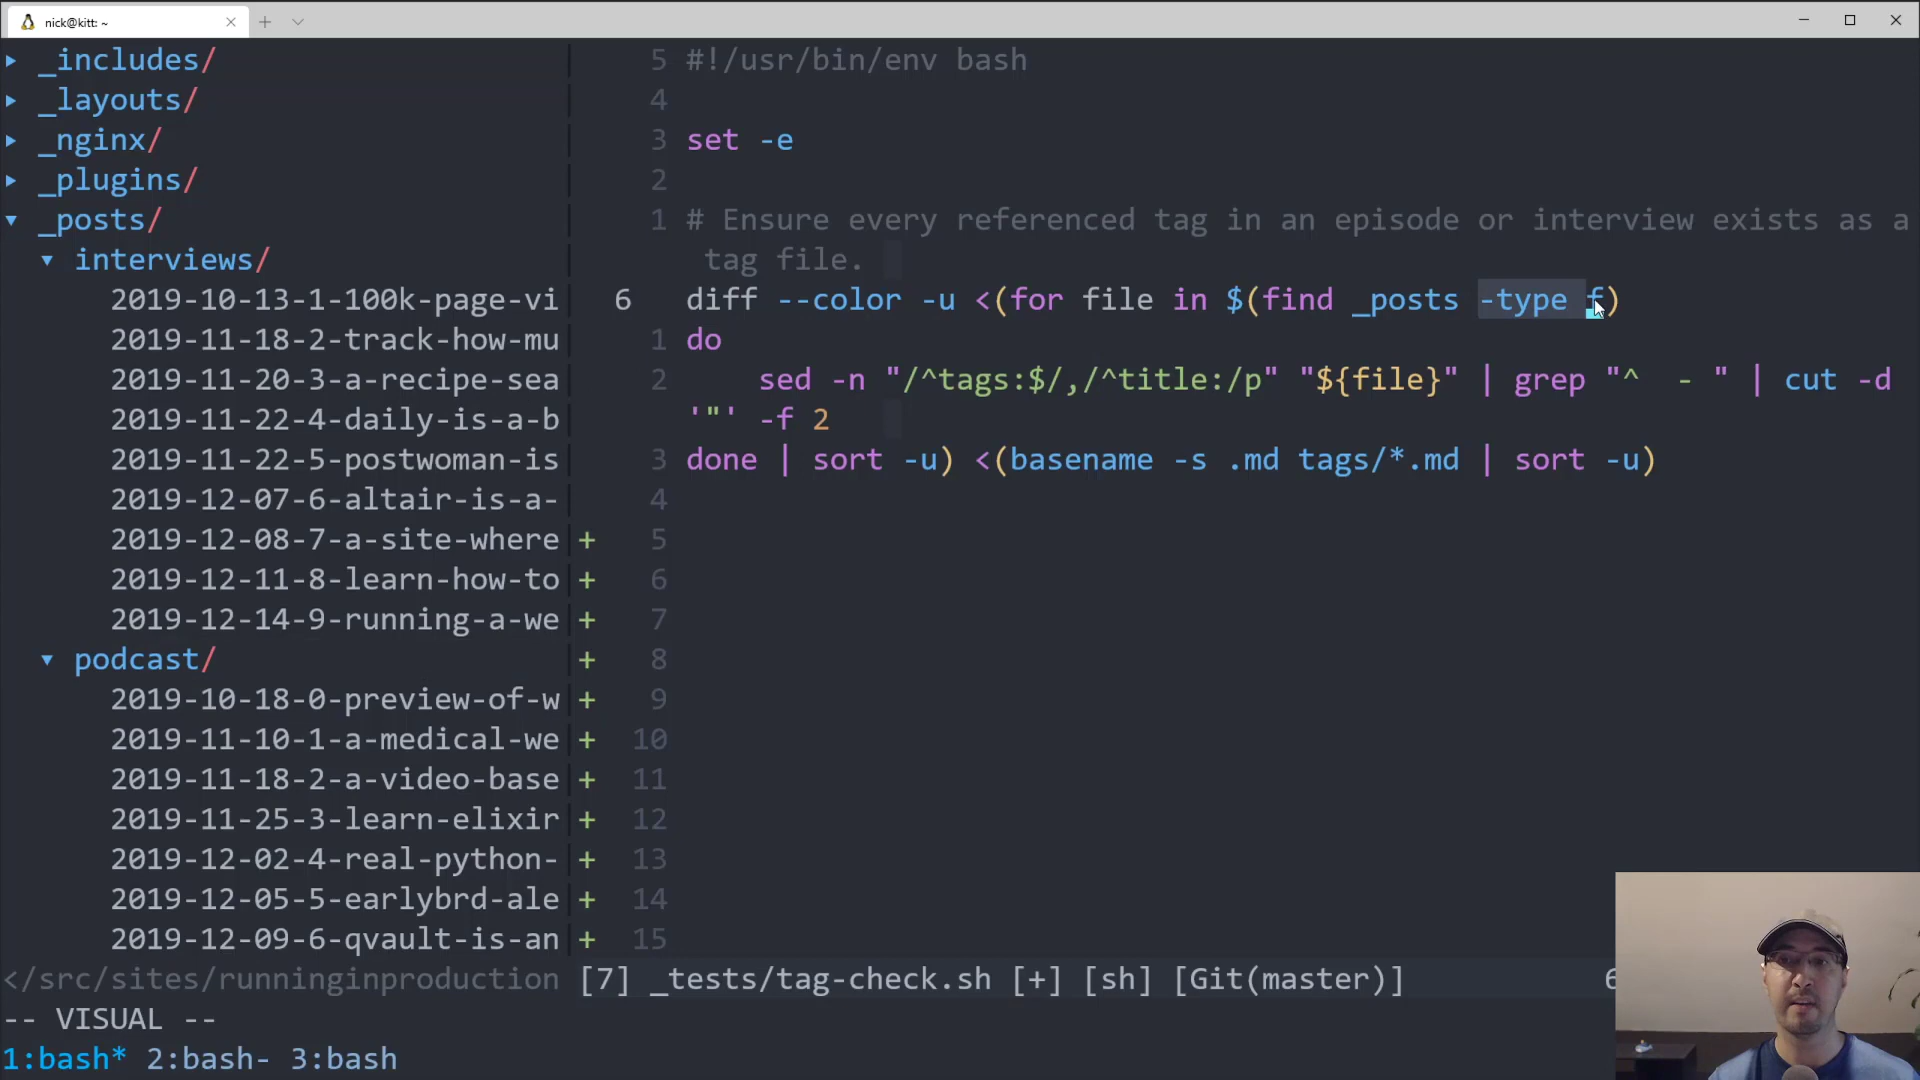 nick@kitt: ~
▸ _includes/
▸ _layouts/
▸ _nginx/
▸ _plugins/
▾ _posts/
▾ interviews/
2019-10-13-1-100k-page-vi
2019-11-18-2-track-how-mu
2019-11-20-3-a-recipe-sea
2019-11-22-4-daily-is-a-b
2019-11-22-5-postwoman-is
2019-12-07-6-altair-is-a-
2019-12-08-7-a-site-where
2019-12-11-8-learn-how-to
2019-12-14-9-running-a-we
▾ podcast/
2019-10-18-0-preview-of-w
2019-11-10-1-a-medical-we
2019-11-18-2-a-video-base
2019-11-25-3-learn-elixir
2019-12-02-4-real-python-
2019-12-05-5-earlybrd-ale
2019-12-09-6-qvault-is-an
</src/sites/runninginproduction
5 #!/usr/bin/env bash
4
3 set -e
2
1 # Ensure every referenced tag in an episode or interview exists as a
tag file.
6 diff --color -u <(for file in $(find _posts -type f)
1 do
2 sed -n "/^tags:$/,/^title:/p" "${file}" | grep "^  - " | cut -d
'"' -f 2
3 done | sort -u) <(basename -s .md tags/*.md | sort -u)
4
+ 5
+ 6
+ 7
+ 8
+ 9
+ 10
+ 11
+ 12
+ 13
+ 14
+ 15
[7] _tests/tag-check.sh [+] [sh] [Git(master)]
-- VISUAL --
1:bash* 2:bash- 3:bash